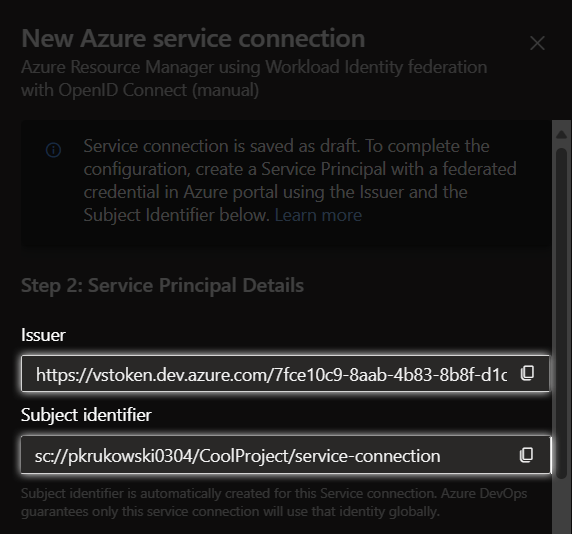 New Azure service connection
Azure Resource Manager using Workload Identity federation
with OpenID Connect (manual)
Service connection is saved as draft. To complete the
configuration, create a Service Principal with a federated
credential in Azure portal using the Issuer and the
Subject Identifier below. Learn more
Step 2: Service Principal Details
Issuer
https://vstoken.dev.azure.com/7fce10c9-8aab-4b83-8b8f-d1c
Subject identifier
sc://pkrukowski0304/CoolProject/service-connection
Subject identifier is automatically created for this Service connection. Azure DevOps
guarantees only this service connection will use that identity globally.